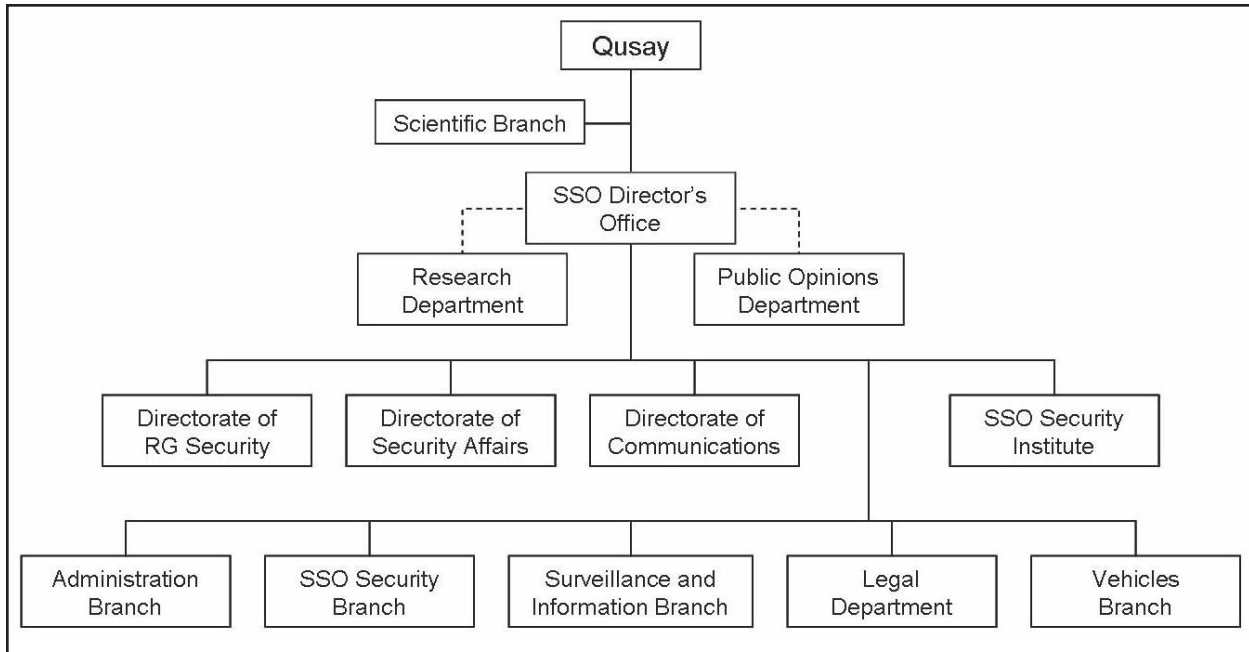 Qusay
Scientific Branch
SSO Director's
Office
Research
Department
Public Opinions
Department
Directorate of
RG Security
Directorate of
Security Affairs
Directorate of
Communications
SSO Security
Institute
Administration
Branch
SSO Security
Branch
Surveillance and
Information Branch
Legal
Department
Vehicles
Branch